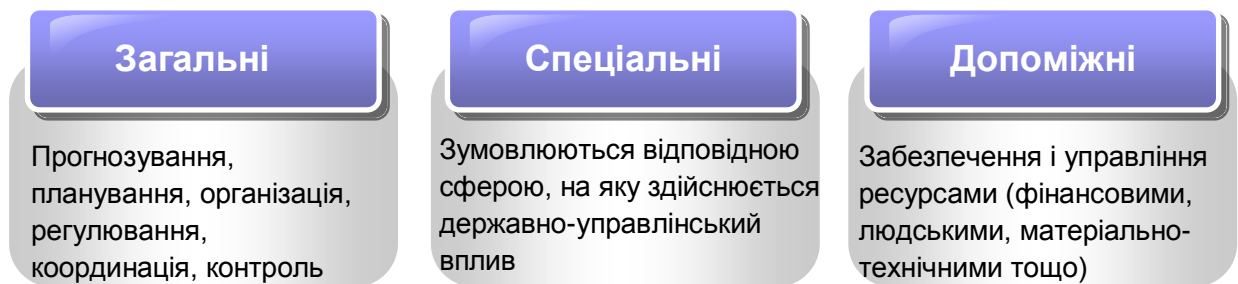 Загальні
Прогнозування,
планування, організація,
регулювання,
координація, контроль
Спеціальні
Зумовлюються відповідною
сферою, на яку здійснюється
державно-управлінський
вплив
Допоміжні
Забезпечення і управління
ресурсами (фінансовими,
людськими, матеріально-
технічними тощо)